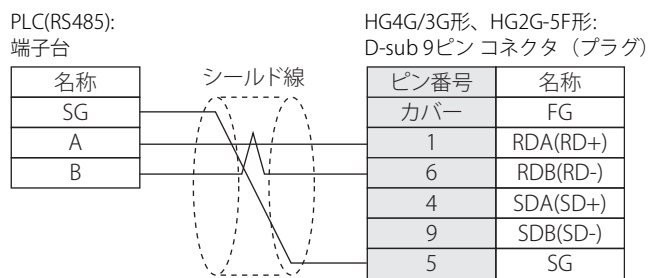 PLC(RS485):
端子台
名称
SG
A
B
シールド線
HG4G/3G形、HG2G-5F形:
D-sub 9ピン コネクタ（プラグ）
ピン番号 名称
カバー FG
1 RDA(RD+)
6 RDB(RD-)
4 SDA(SD+)
9 SDB(SD-)
5 SG